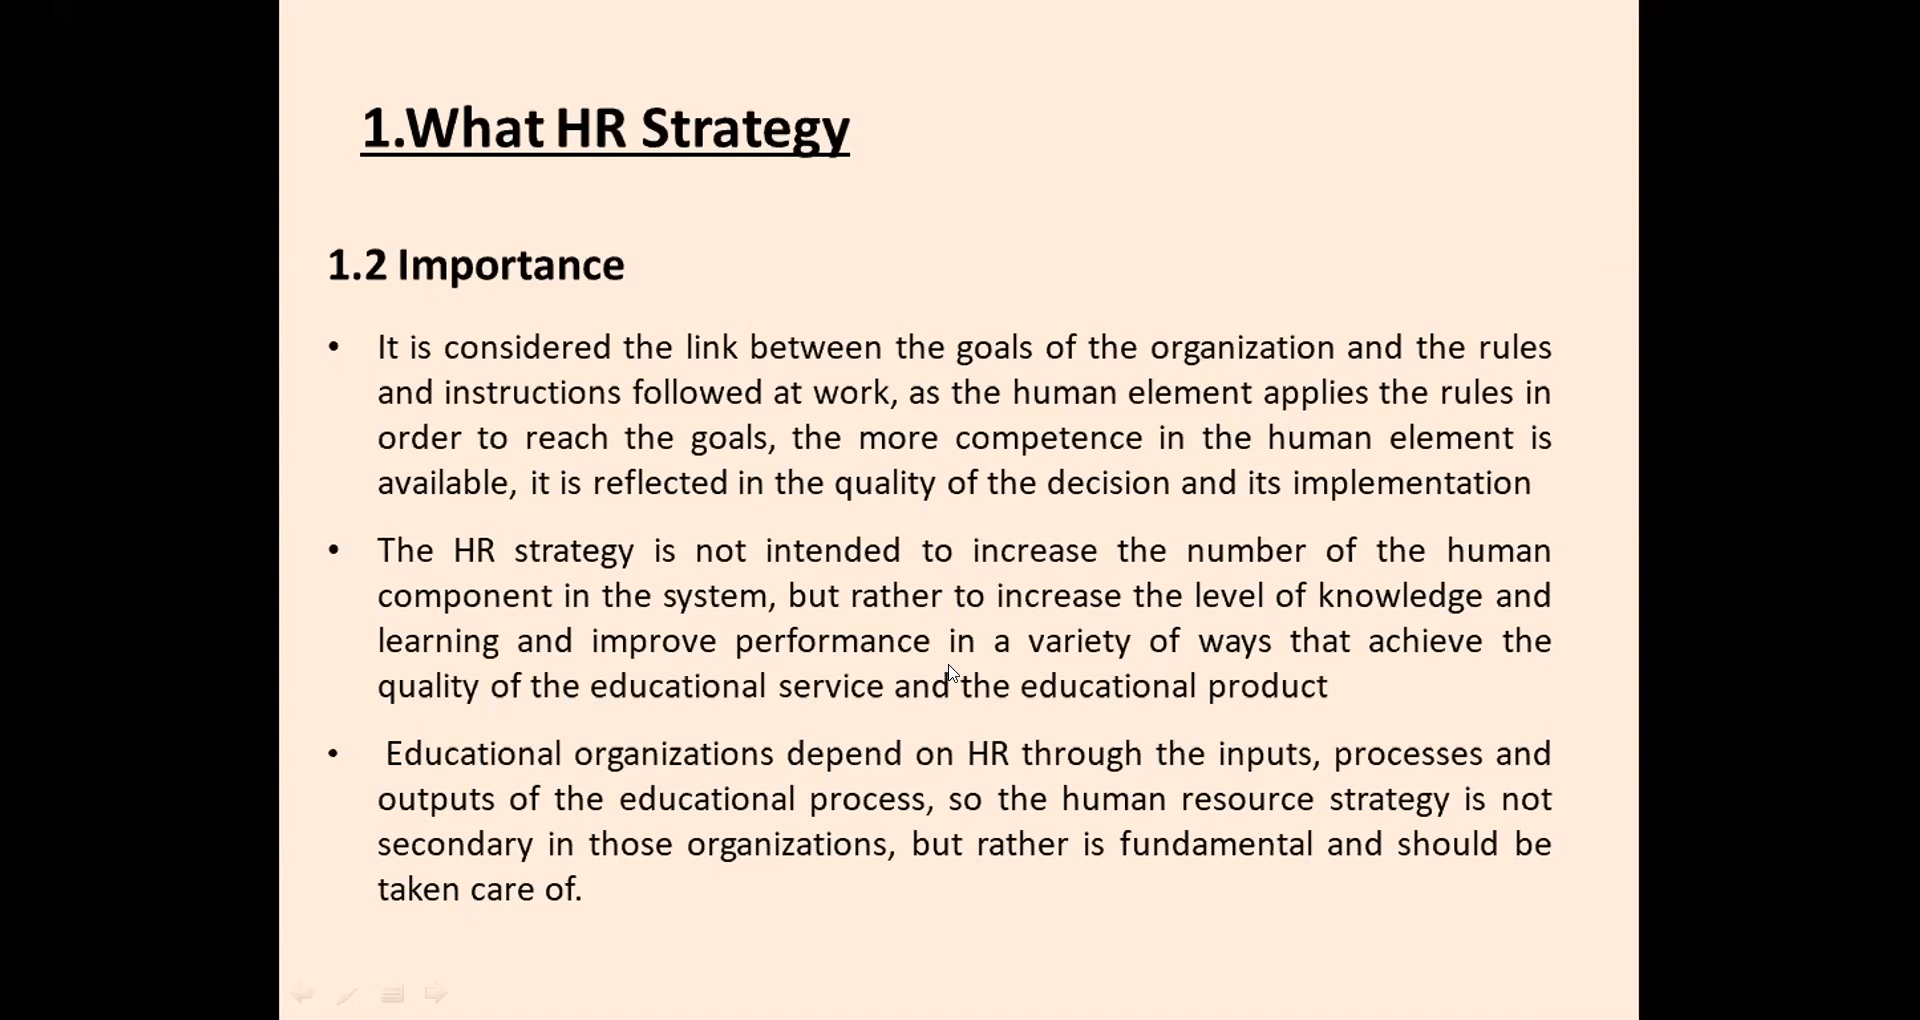 1.What HR Strategy
1.2 Importance
• It is considered the link between the goals of the organization and the rules
and instructions followed at work, as the human element applies the rules in
order to reach the goals, the more competence in the human element is
available, it is reflected in the quality of the decision and its implementation
• The HR strategy is not intended to increase the number of the human
component in the system, but rather to increase the level of knowledge and
learning and improve performance in a variety of ways that achieve the
quality of the educational service and the educational product
• Educational organizations depend on HR through the inputs, processes and
outputs of the educational process, so the human resource strategy is not
secondary in those organizations, but rather is fundamental and should be
taken care of.